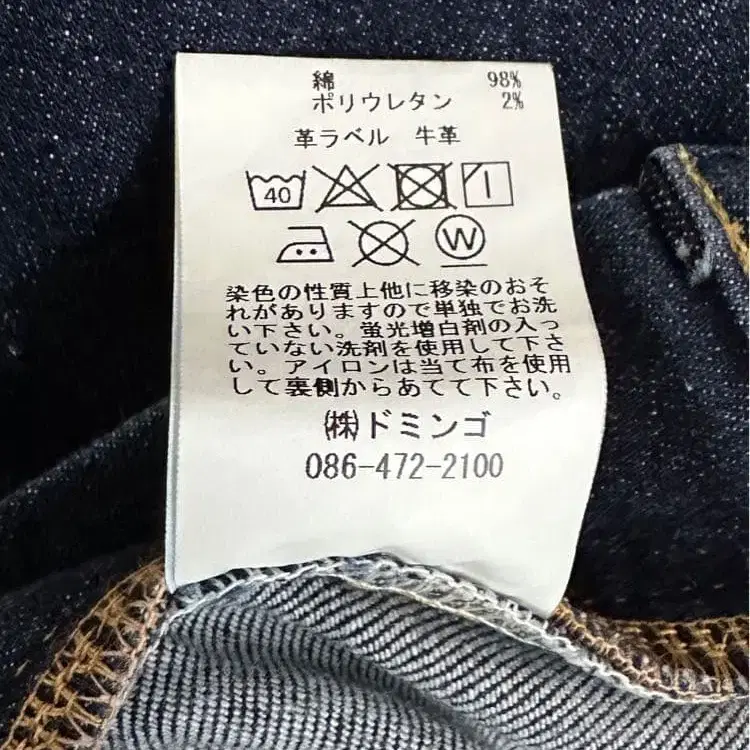 綿 98%
ポリウレタン 2%
革ラベル 牛革
40
W
染色の性質上他に移染のおそ
れがありますので単独でお洗
い下さい。蛍光増白剤の入っ
ていない洗剤を使用して下さ
い。アイロンは当て布を使用
して裏側からあてて下さい。
㈱ドミンゴ
086-472-2100